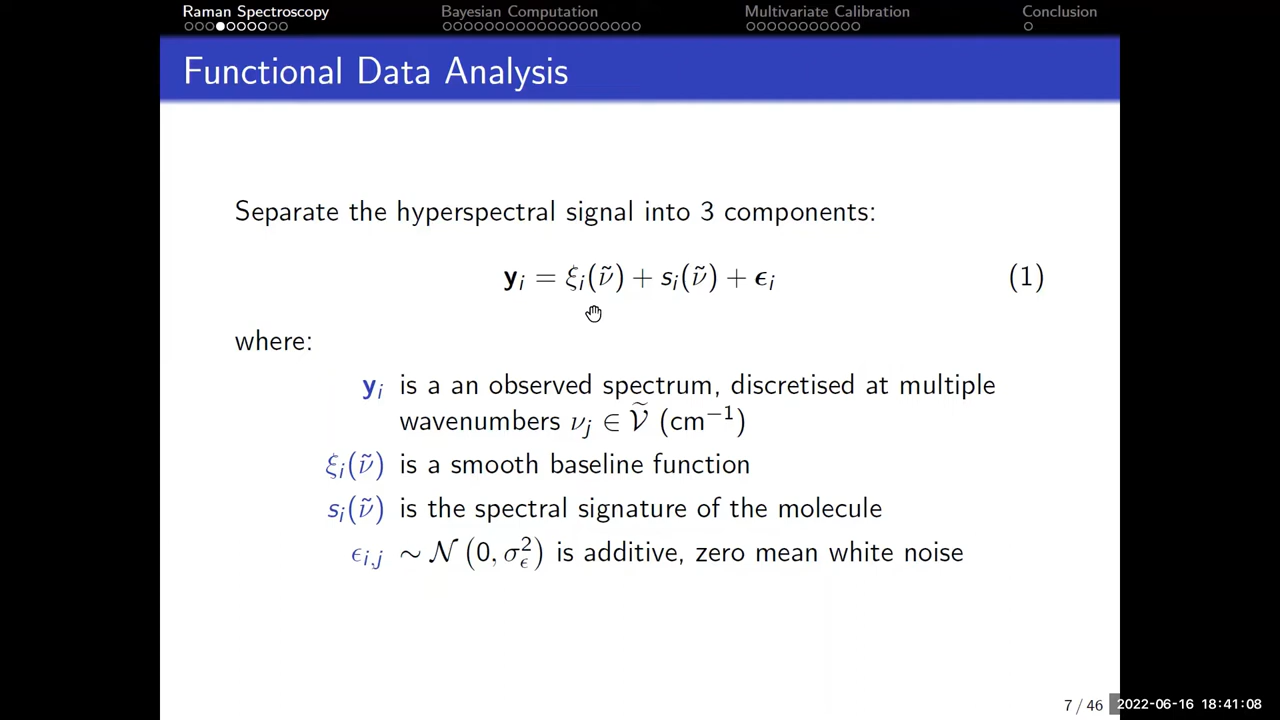 Raman Spectroscopy Bayesian Computation Multivariate Calibration Conclusion
Functional Data Analysis
Separate the hyperspectral signal into 3 components:
𝐲ᵢ = ξᵢ(ν̃) + sᵢ(ν̃) + 𝛜ᵢ (1)
where:
𝐲ᵢ is a an observed spectrum, discretised at multiple
wavenumbers νⱼ ∈ 𝒱̃ (cm⁻¹)
ξᵢ(ν̃) is a smooth baseline function
sᵢ(ν̃) is the spectral signature of the molecule
ϵᵢ,ⱼ ∼ 𝒩 (0, σ²_ϵ) is additive, zero mean white noise
7 / 46 2022-06-16 18:41:08